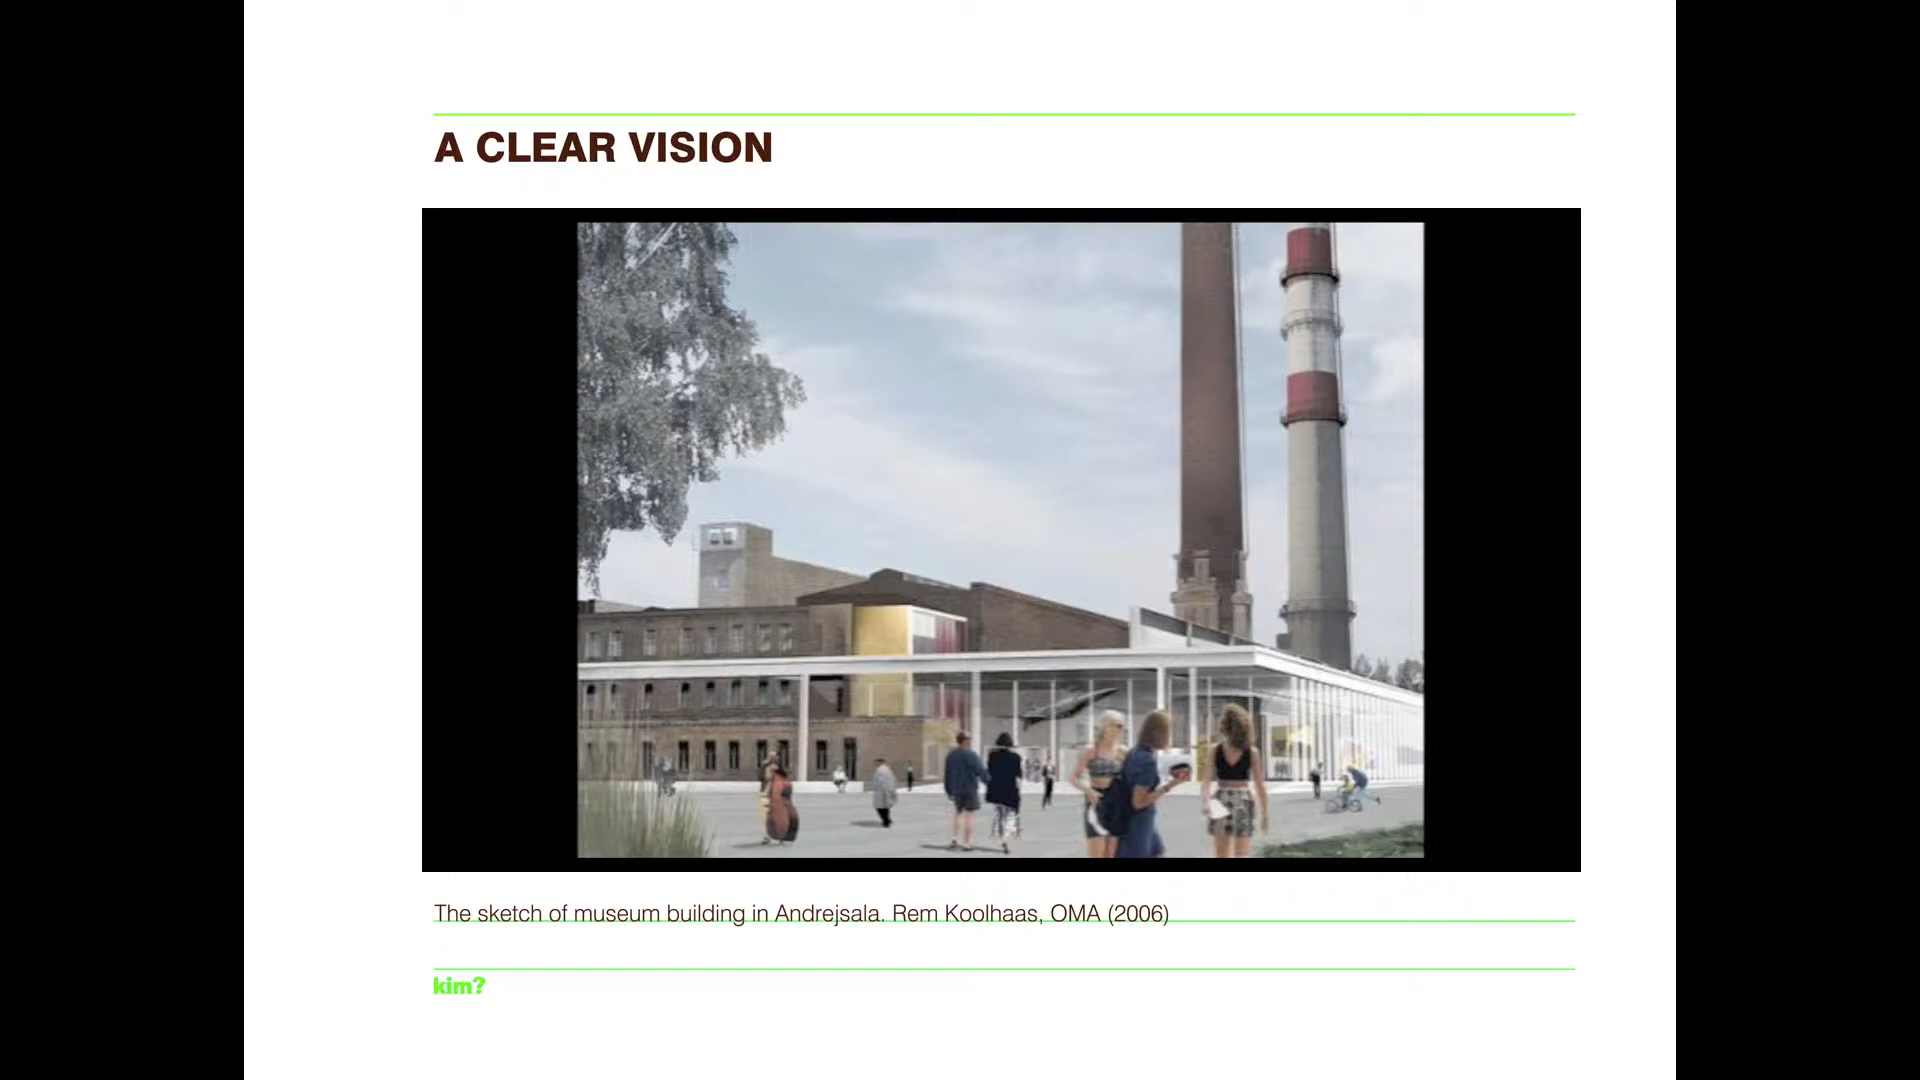 A CLEAR VISION
The sketch of museum building in Andrejsala. Rem Koolhaas, OMA (2006)
kim?